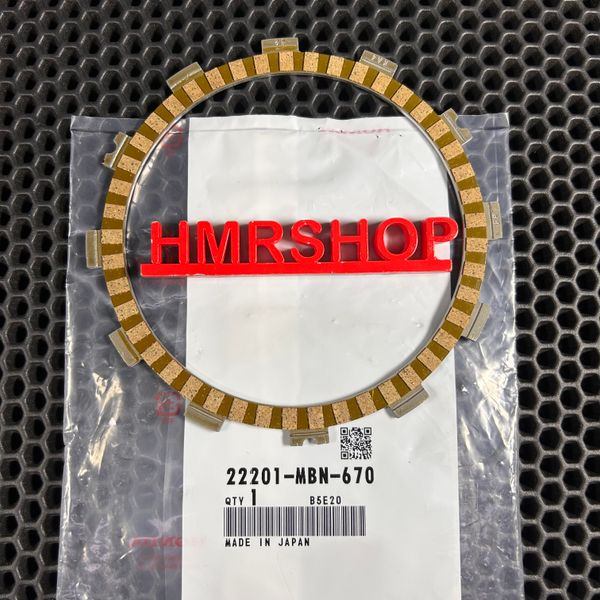 HMRSHOP
22201-MBN-670
QTY 1 B5E20
MADE IN JAPAN